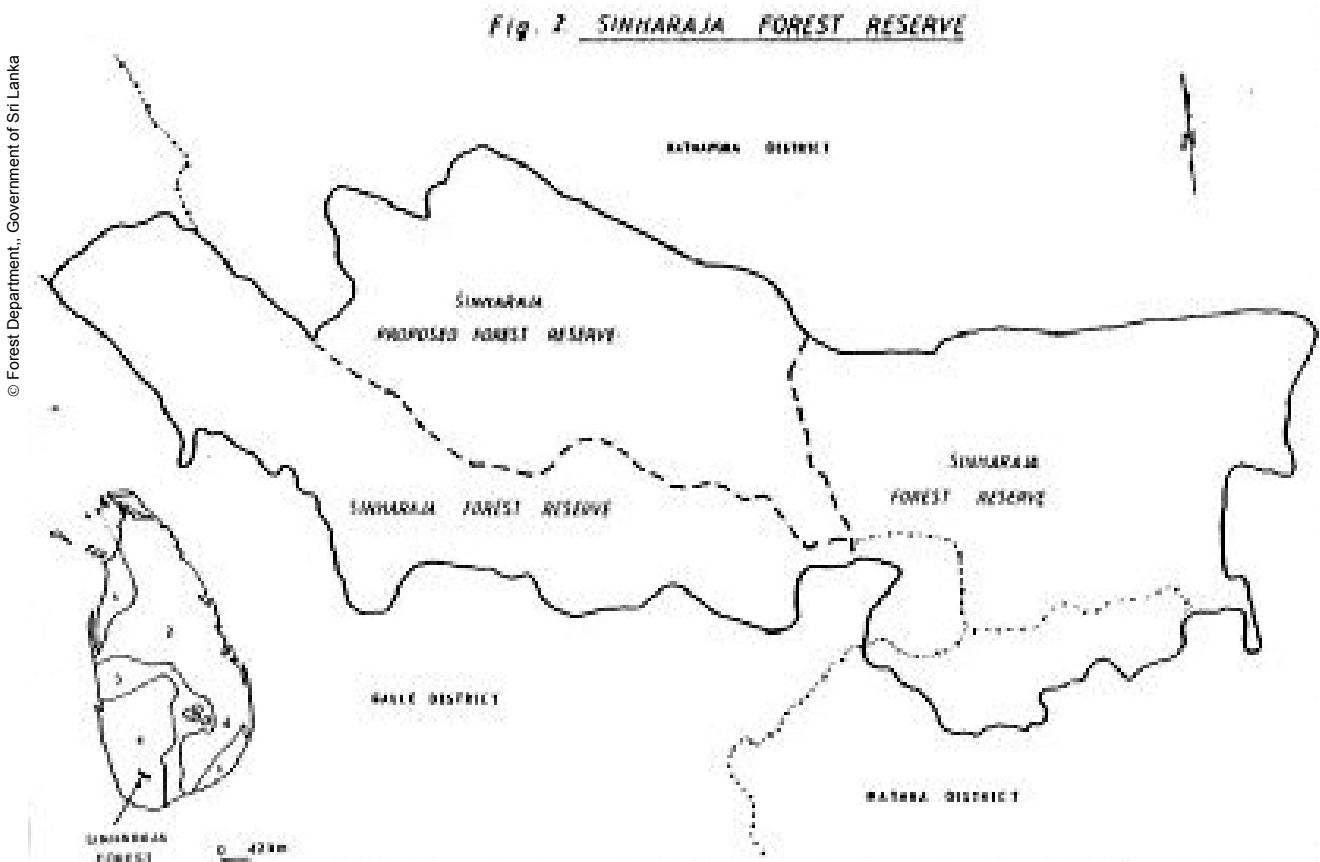 Fig. 2 SINHARAJA FOREST RESERVE
© Forest Department,, Government of Sri Lanka
RATNAPURA DISTRICT
SINHARAJA
PROPOSED FOREST RESERVE
SINHARAJA
FOREST RESERVE
SINHARAJA FOREST RESERVE
GALLE DISTRICT
MATARA DISTRICT
2
SINHARAJA
FOREST